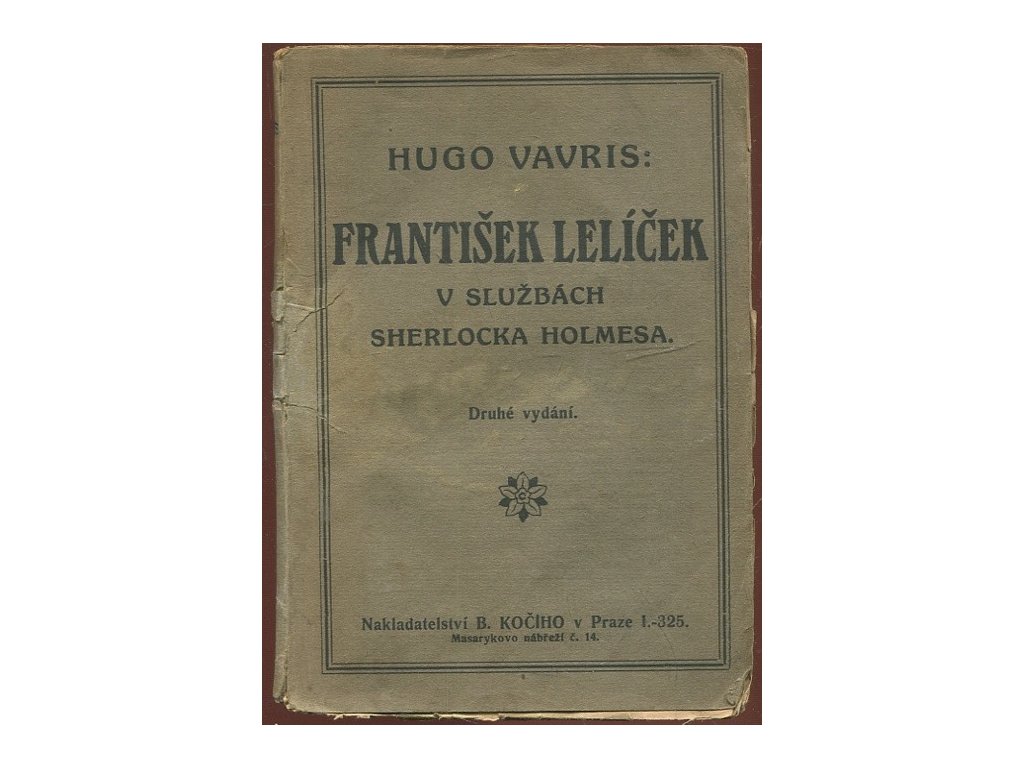 HUGO VAVRIS:
FRANTIŠEK LELÍČEK
V SLUŽBÁCH
SHERLOCKA HOLMESA.
Druhé vydání.
Nakladatelství B. KOČÍHO v Praze I.-325.
Masarykovo nábřeží č. 14.